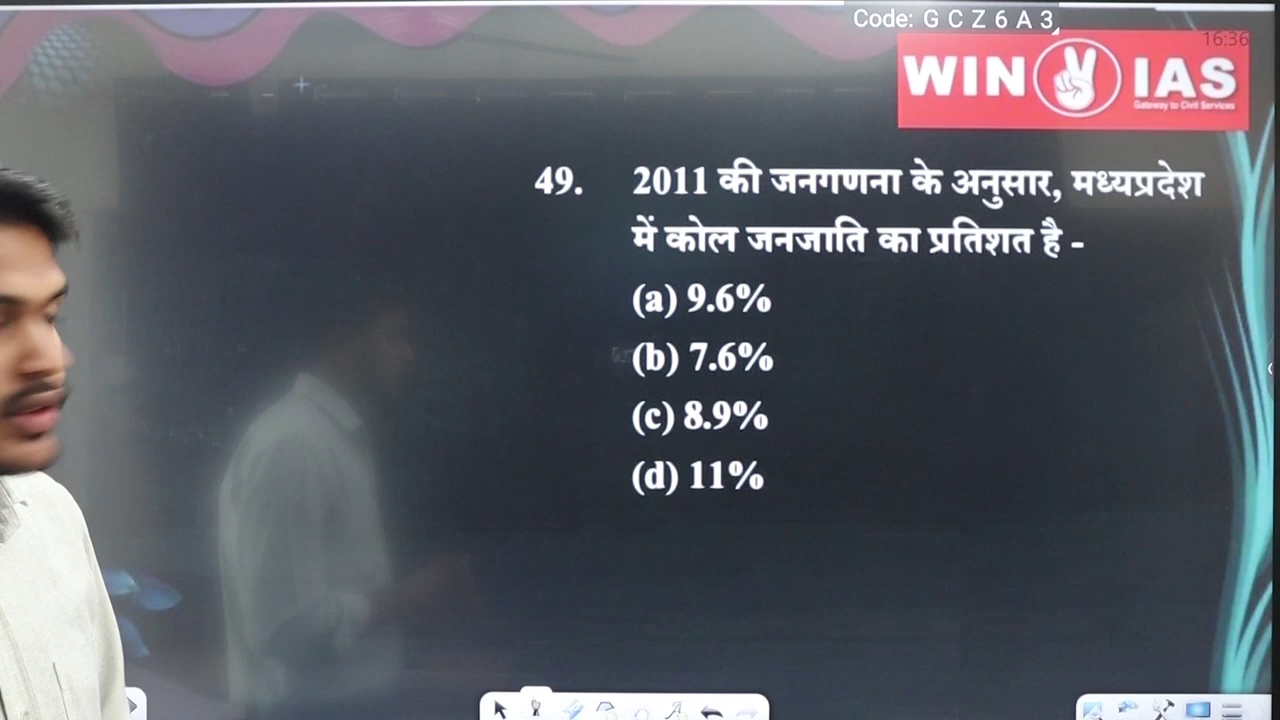 Code: G C Z 6 A 3
16:36
WIN IAS
Gateway to Civil Services
49. 2011 की जनगणना के अनुसार, मध्यप्रदेश
में कोल जनजाति का प्रतिशत है -
(a) 9.6%
(b) 7.6%
(c) 8.9%
(d) 11%